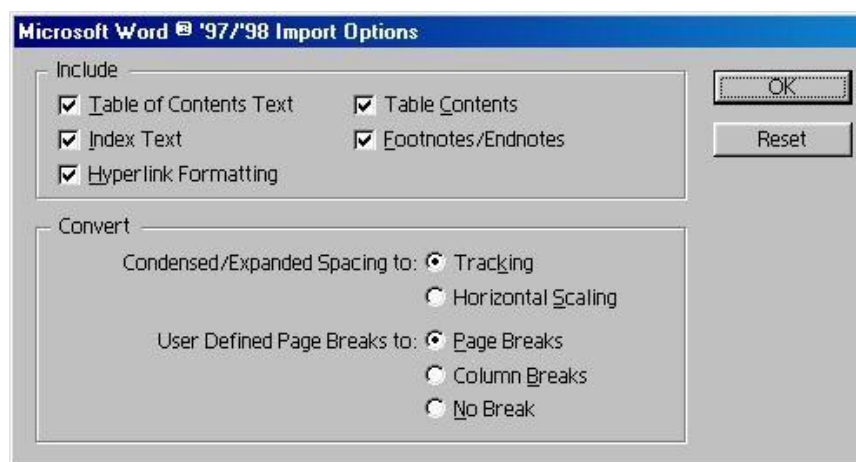 Microsoft Word ® '97/'98 Import Options
Include
Table of Contents Text
Table Contents
Index Text
Footnotes/Endnotes
Hyperlink Formatting
OK
Reset
Convert
Condensed/Expanded Spacing to: Tracking
Horizontal Scaling
User Defined Page Breaks to: Page Breaks
Column Breaks
No Break